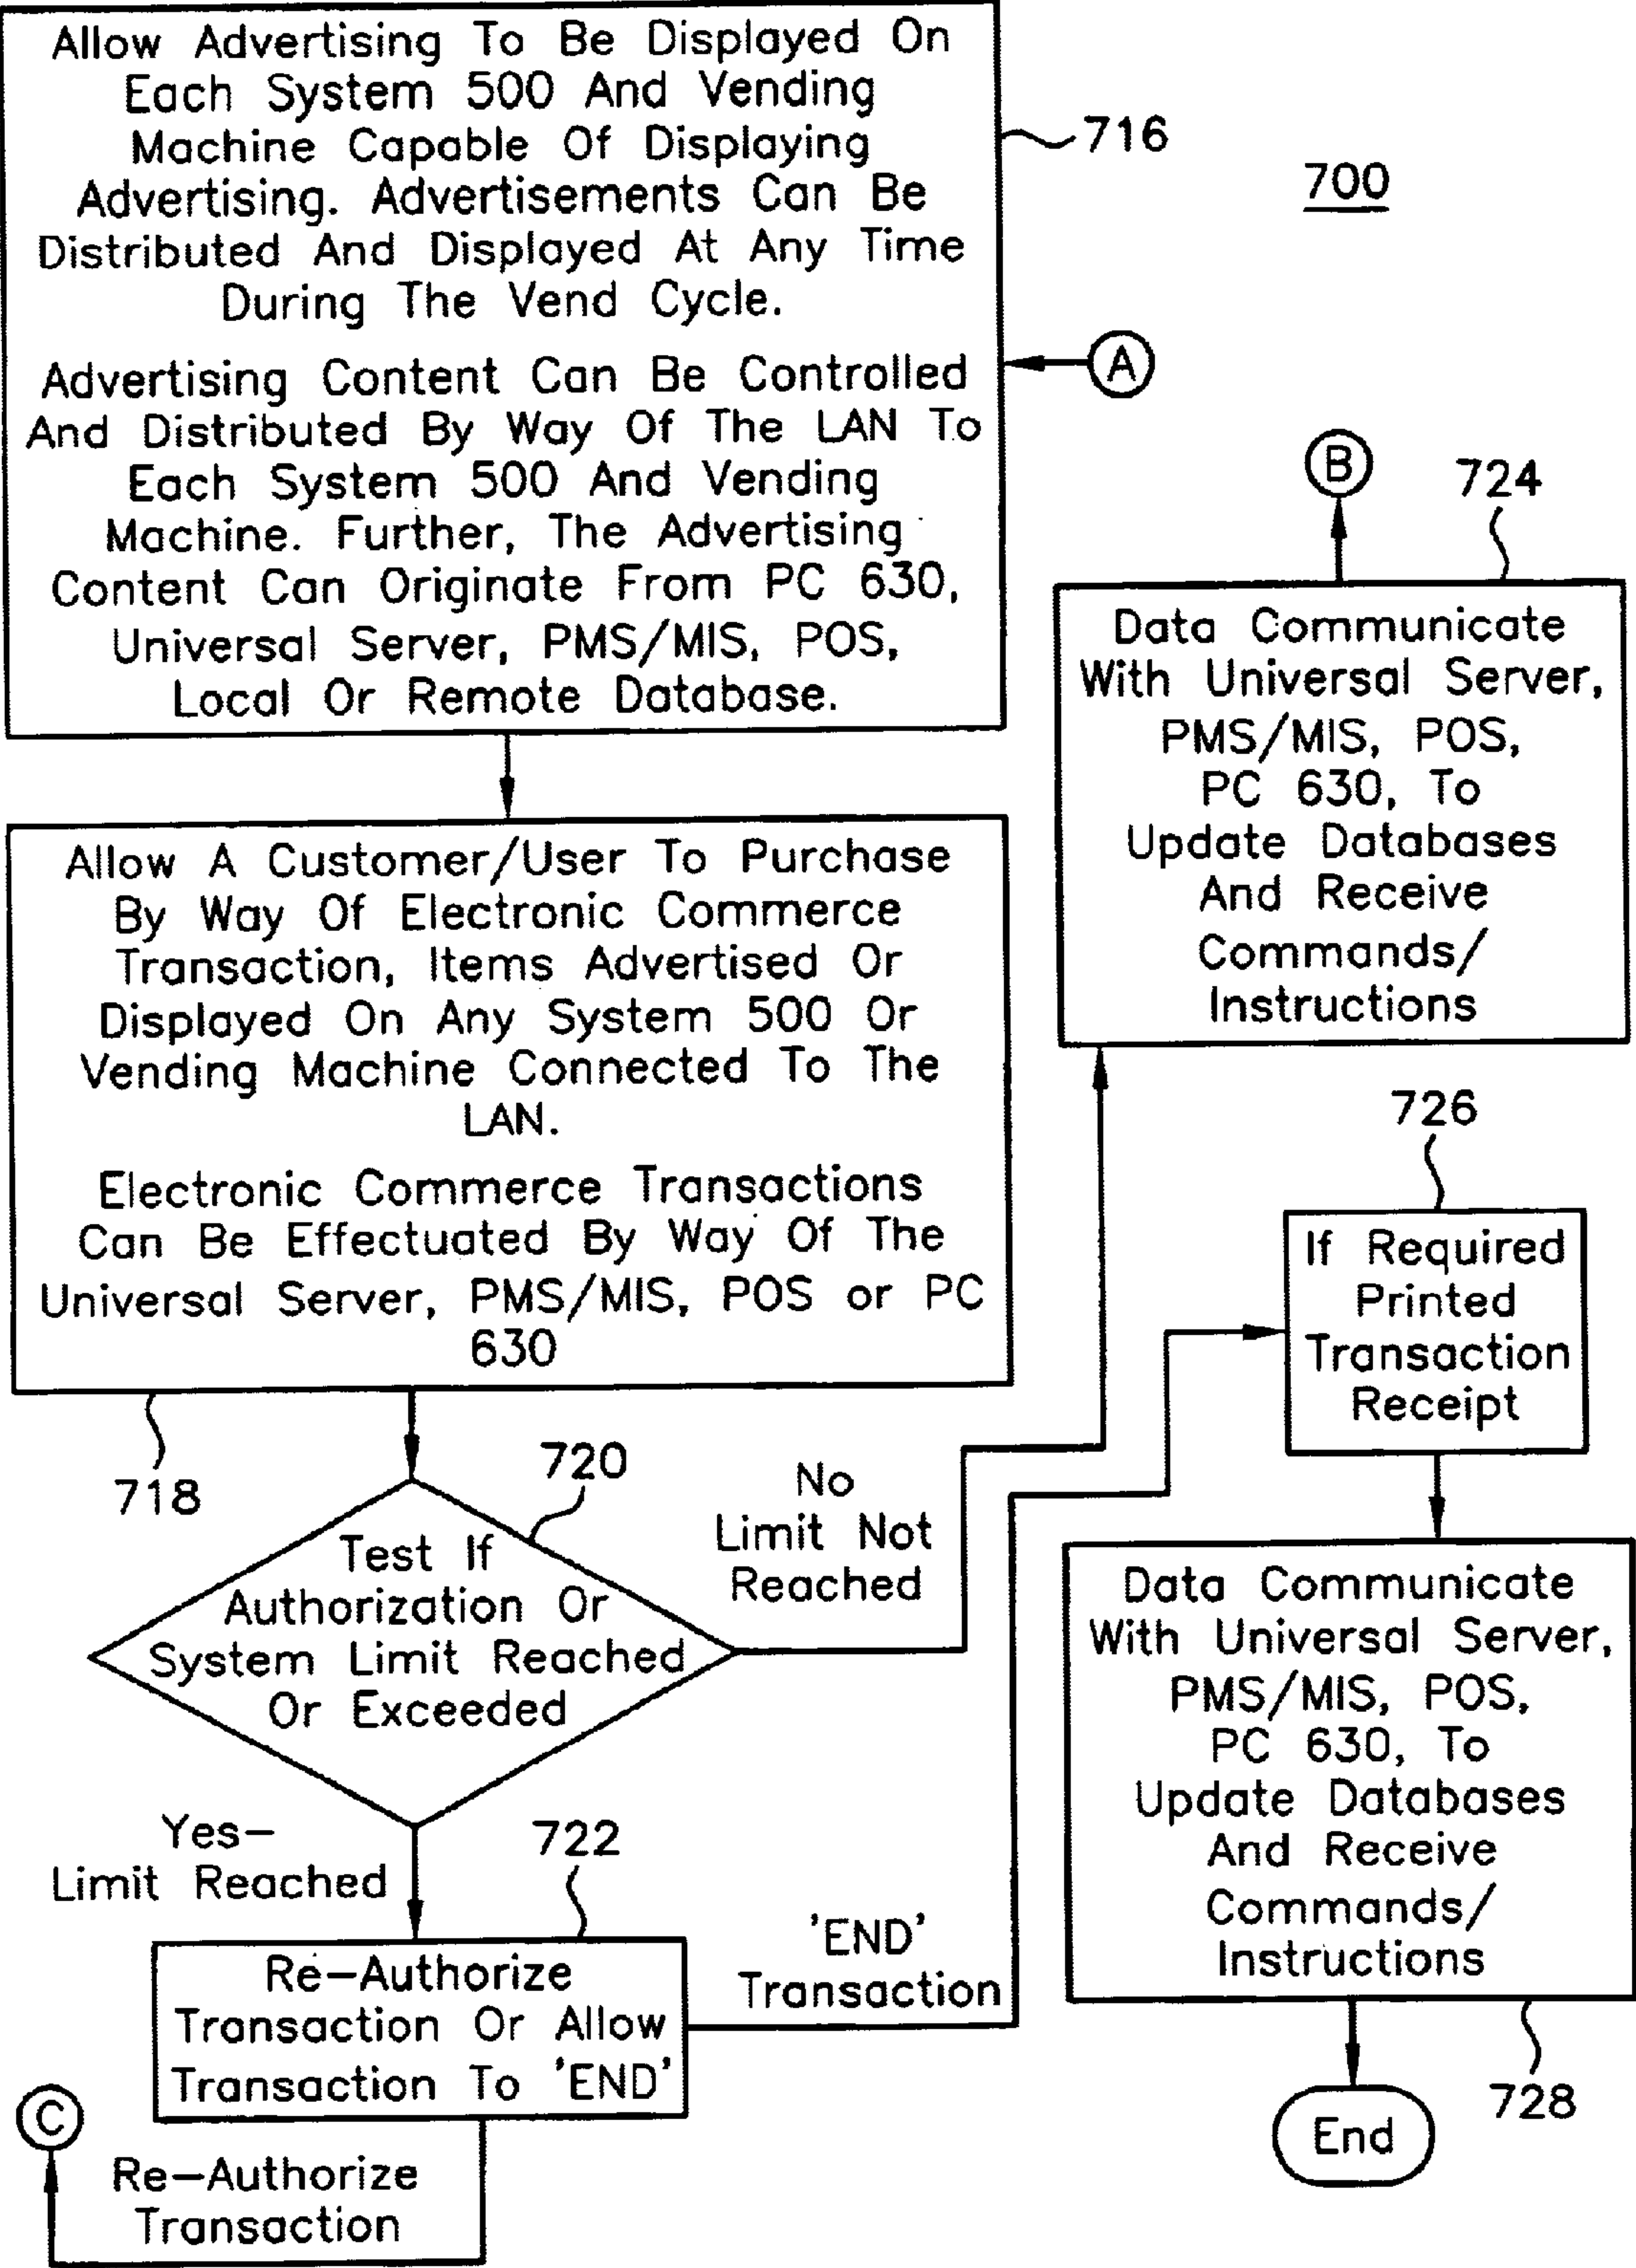 Allow Advertising To Be Displayed On
Each System 500 And Vending
Machine Capable Of Displaying
Advertising. Advertisements Can Be
Distributed And Displayed At Any Time
During The Vend Cycle.
Advertising Content Can Be Controlled
And Distributed By Way Of The LAN To
Each System 500 And Vending
Machine. Further, The Advertising
Content Can Originate From PC 630,
Universal Server, PMS/MIS, POS,
Local Or Remote Database.
716
700
A
Allow A Customer/User To Purchase
By Way Of Electronic Commerce
Transaction, Items Advertised Or
Displayed On Any System 500 Or
Vending Machine Connected To The
LAN.
Electronic Commerce Transactions
Can Be Effectuated By Way Of The
Universal Server, PMS/MIS, POS or PC
630
718
720
Test If
Authorization Or
System Limit Reached
Or Exceeded
No
Limit Not
Reached
Yes-
Limit Reached
722
Re-Authorize
Transaction Or Allow
Transaction To 'END'
'END'
Transaction
C
Re-Authorize
Transaction
B
724
Data Communicate
With Universal Server,
PMS/MIS, POS,
PC 630, To
Update Databases
And Receive
Commands/
Instructions
726
If Required
Printed
Transaction
Receipt
Data Communicate
With Universal Server,
PMS/MIS, POS,
PC 630, To
Update Databases
And Receive
Commands/
Instructions
728
End